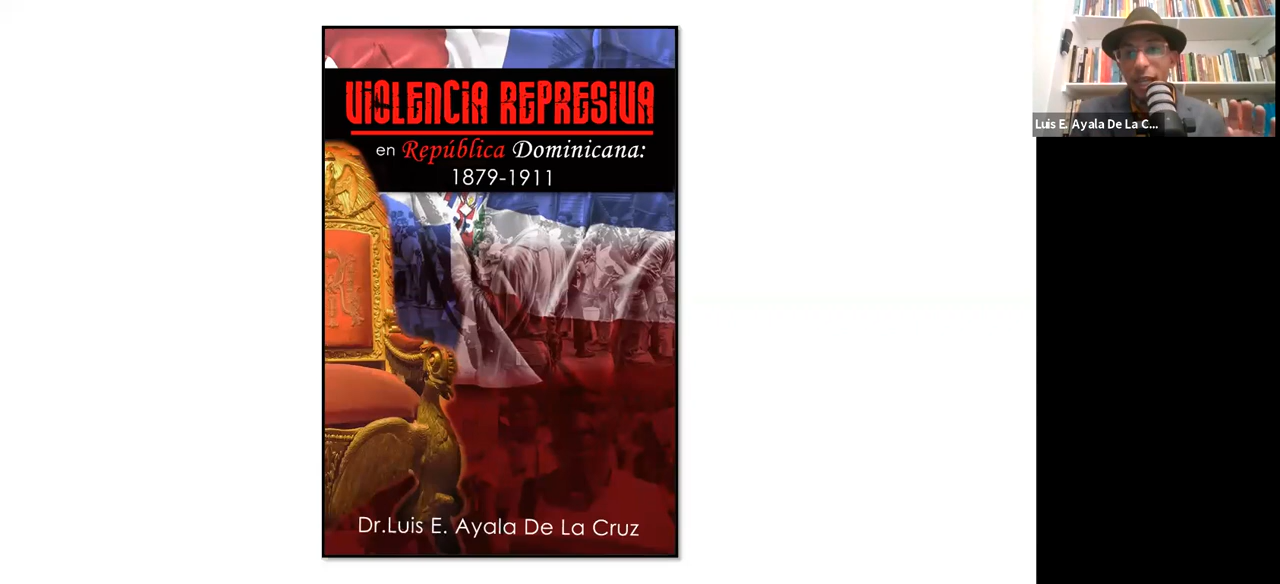 VIOLENCIA REPRESIVA
en República Dominicana:
1879-1911
Dr.Luis E. Ayala De La Cruz
Luis E. Ayala De La C...